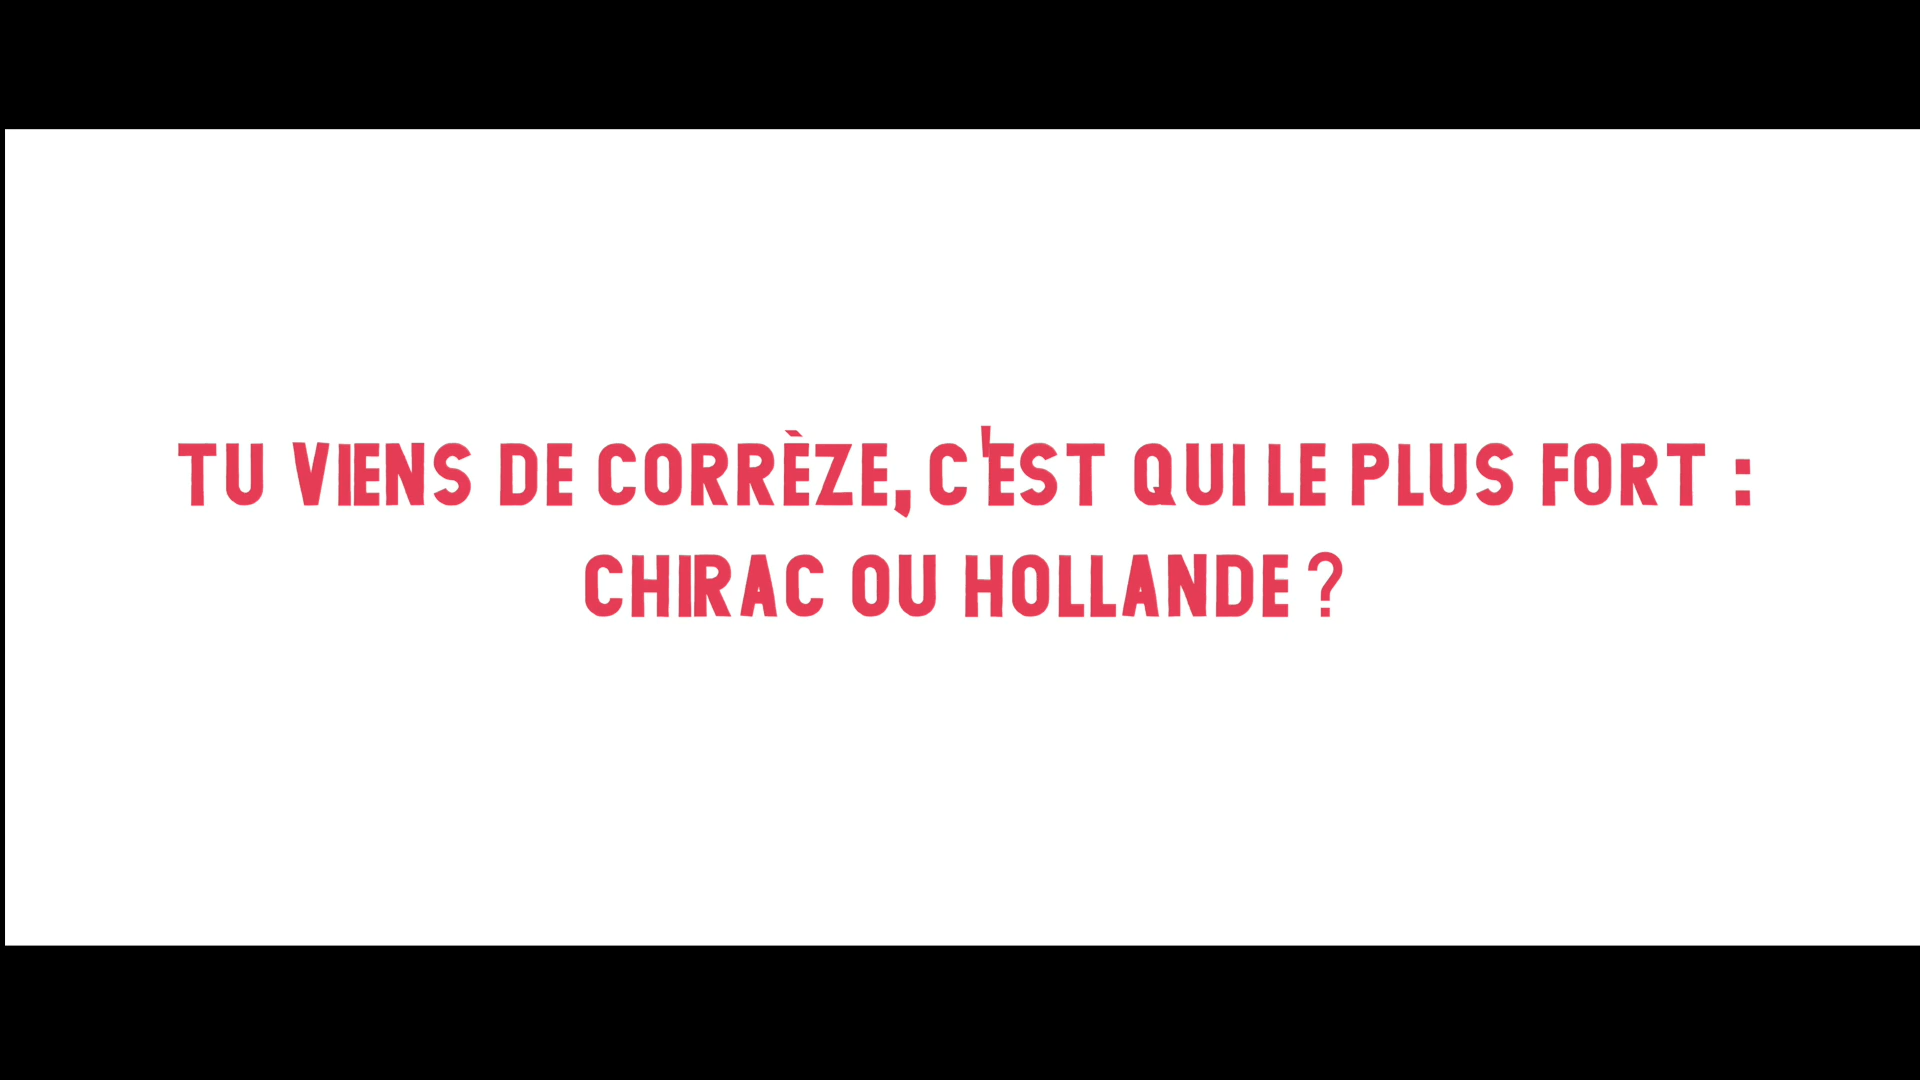 TU VIENS DE CORRÈZE, C'EST QUI LE PLUS FORT :
CHIRAC OU HOLLANDE ?